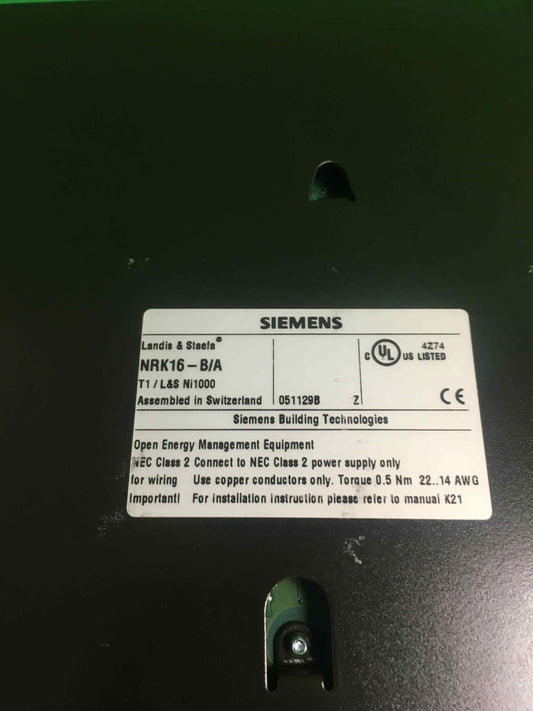 SIEMENS
Landis & Staefa®
NRK16-B/A
T1 / L&S Ni1000
Assembled in Switzerland 051129B Z
C UL US LISTED 4Z74
CE
Siemens Building Technologies
Open Energy Management Equipment
NEC Class 2 Connect to NEC Class 2 power supply only
for wiring Use copper conductors only. Torque 0.5 Nm 22..14 AWG
Important! For installation instruction please refer to manual K21